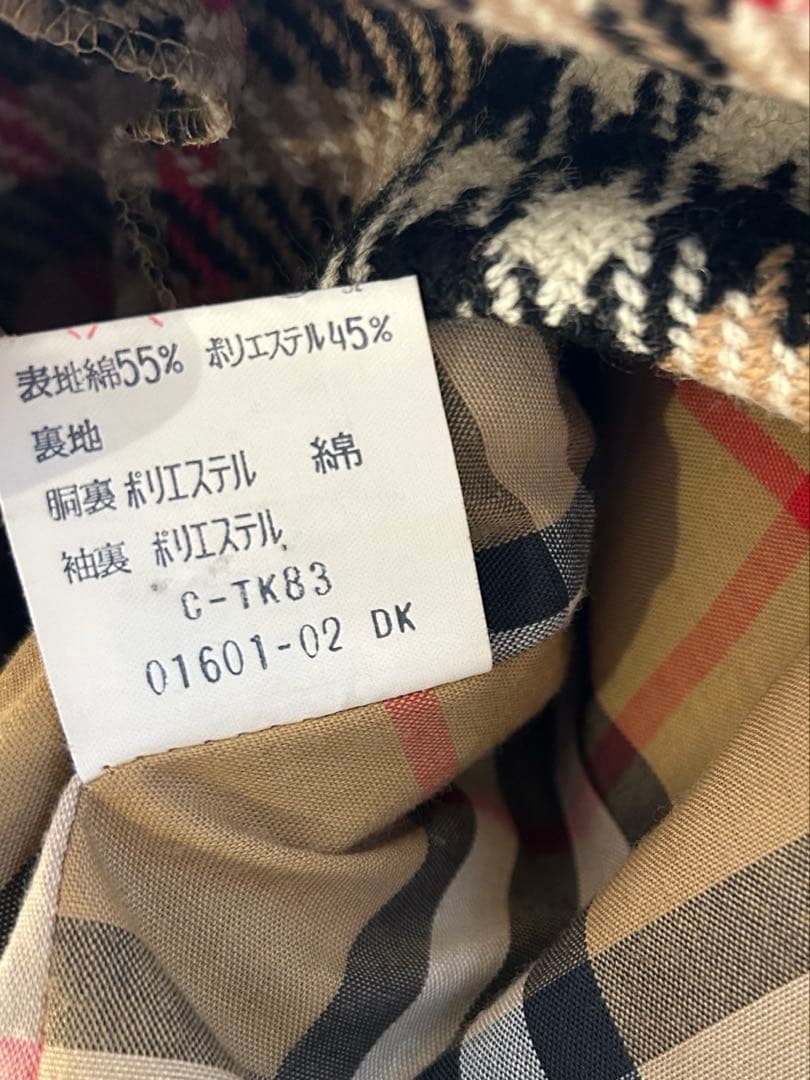 表地綿55% ポリエステル45%
裏地
胴裏 ポリエステル 綿
袖裏 ポリエステル
C-TK83
01601-02 DK